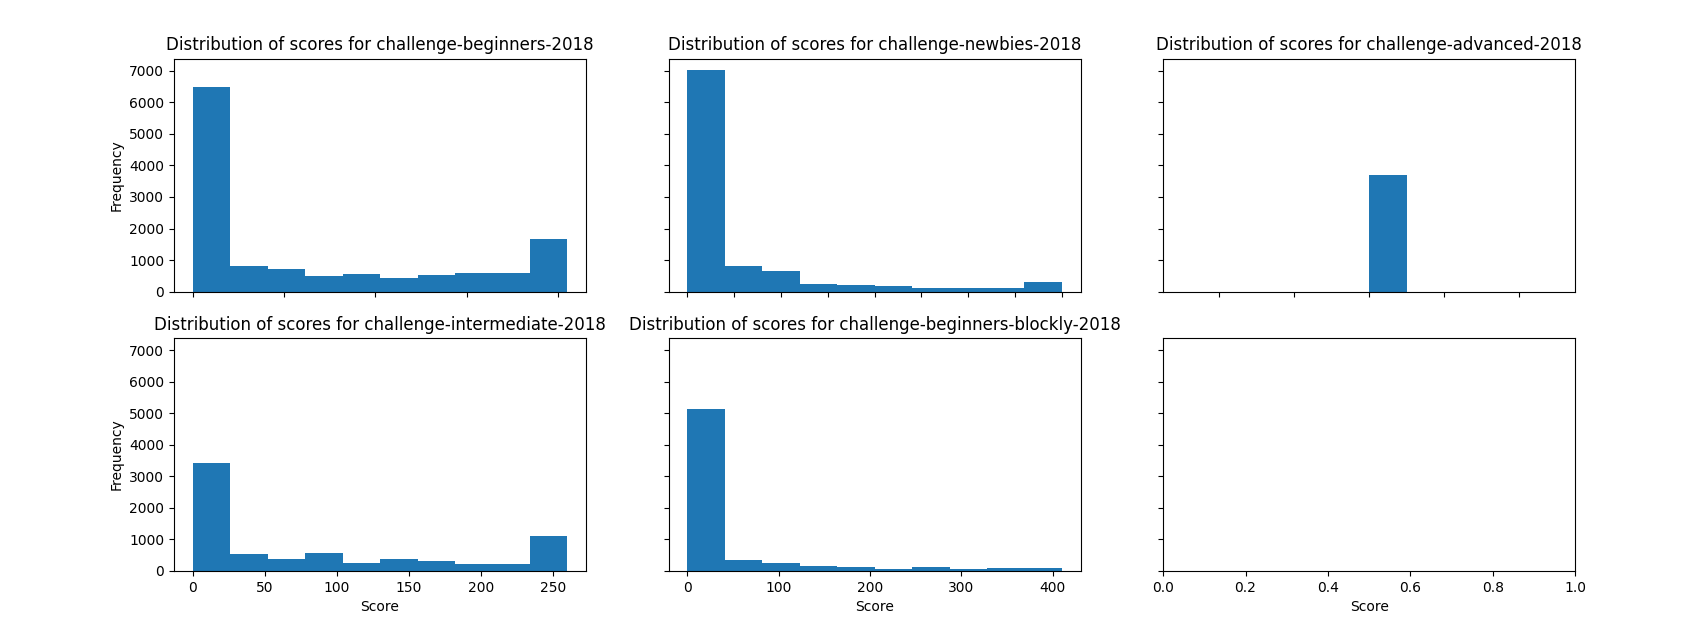 Distribution of scores for challenge-beginners-2018
Distribution of scores for challenge-newbies-2018
Distribution of scores for challenge-advanced-2018
7000
6000
5000
4000
3000
2000
1000
0
Frequency
Distribution of scores for challenge-intermediate-2018
Distribution of scores for challenge-beginners-blockly-2018
7000
6000
5000
4000
3000
2000
1000
0
Frequency
0 50 100 150 200 250
Score
0 100 200 300 400
Score
0.0 0.2 0.4 0.6 0.8 1.0
Score